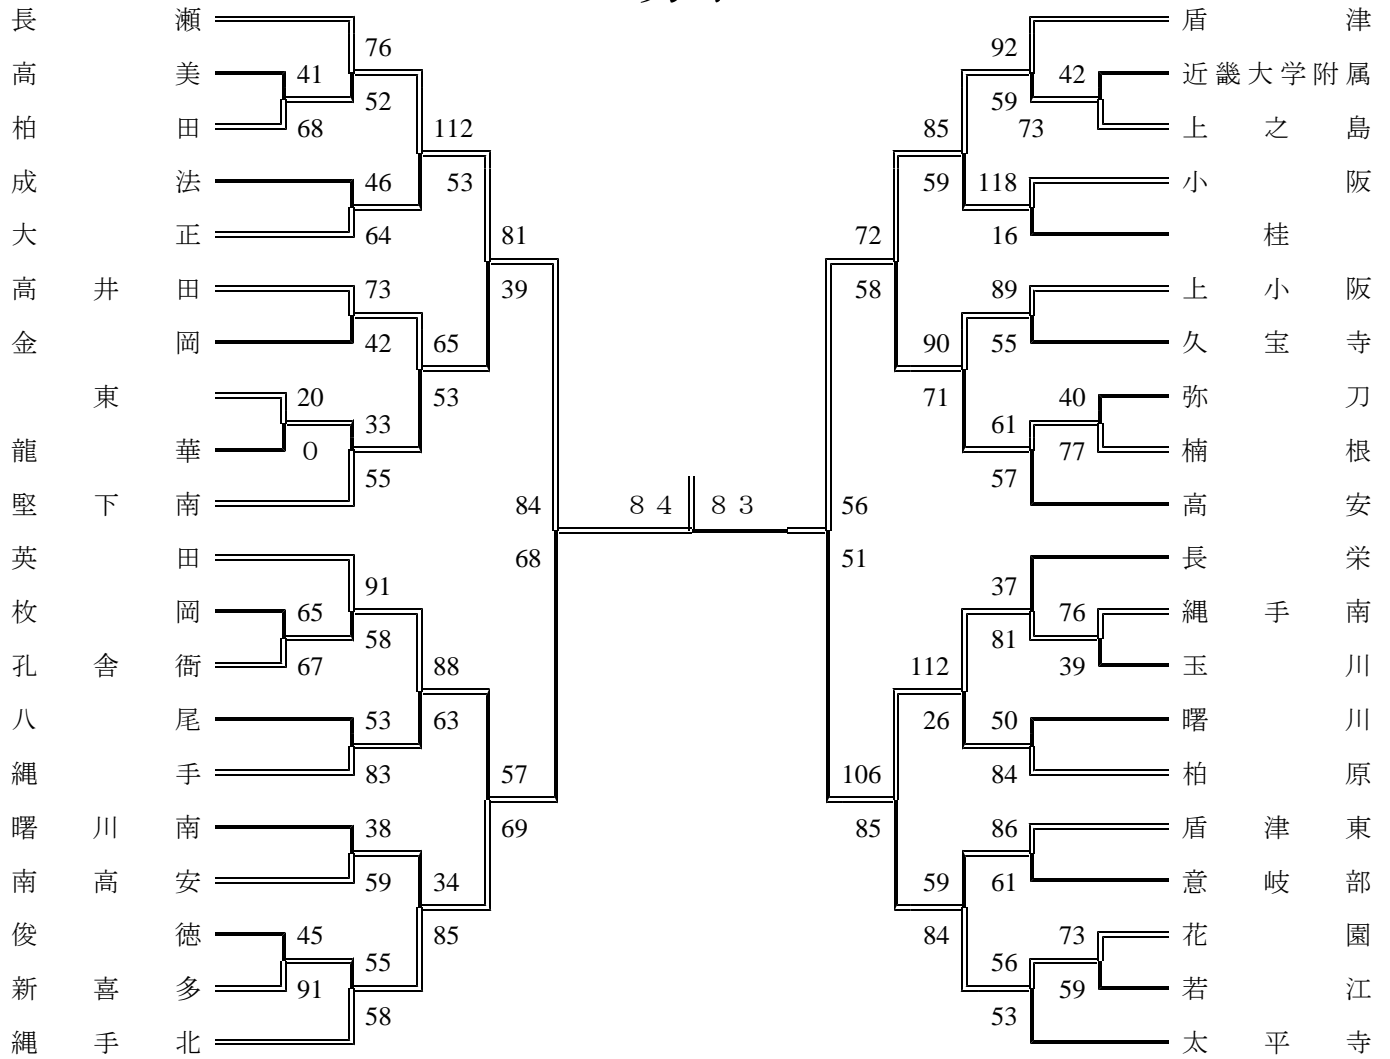 長瀬 盾津
76 92
高美 41 42 近畿大学附属
52 59
柏田 68 112 85 73 上之島
成法 46 53 59 118 小阪
大正 64 81 72 16 桂
高井田 73 39 58 89 上小阪
金岡 42 65 90 55 久宝寺
東 20 53 71 40 弥刀
33 61
龍華 0 77 楠根
55 57
堅下南 84 84 83 56 高安
英田 68 51 長栄
91 37
枚岡 65 76 縄手南
58 81
孔舎衙 67 88 112 39 玉川
八尾 53 63 26 50 曙川
縄手 83 57 106 84 柏原
曙川南 38 69 85 86 盾津東
南高安 59 34 59 61 意岐部
俊徳 45 85 84 73 花園
55 56
新喜多 91 59 若江
58 53
縄手北 太平寺